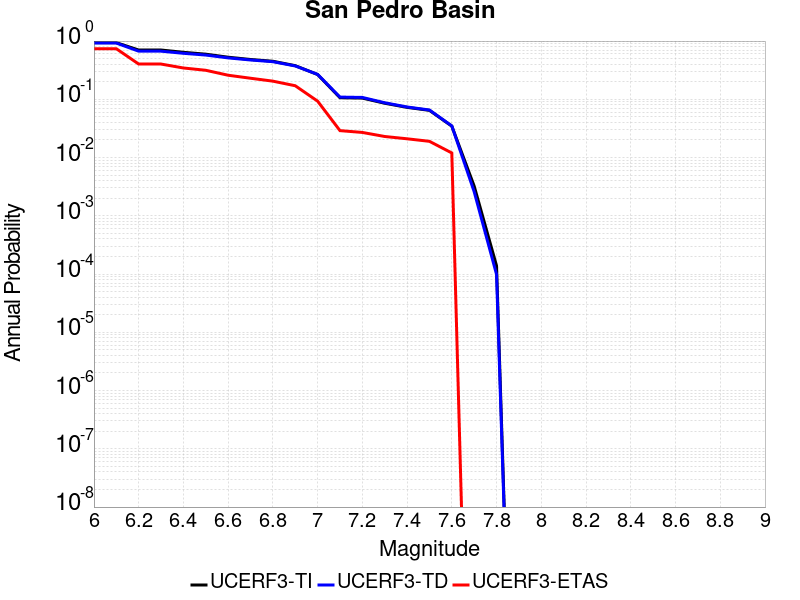 San Pedro Basin
10^0
10^-1
10^-2
10^-3
10^-4
10^-5
10^-6
10^-7
10^-8
Annual Probability
6 6.2 6.4 6.6 6.8 7 7.2 7.4 7.6 7.8 8 8.2 8.4 8.6 8.8 9
Magnitude
UCERF3-TI UCERF3-TD UCERF3-ETAS